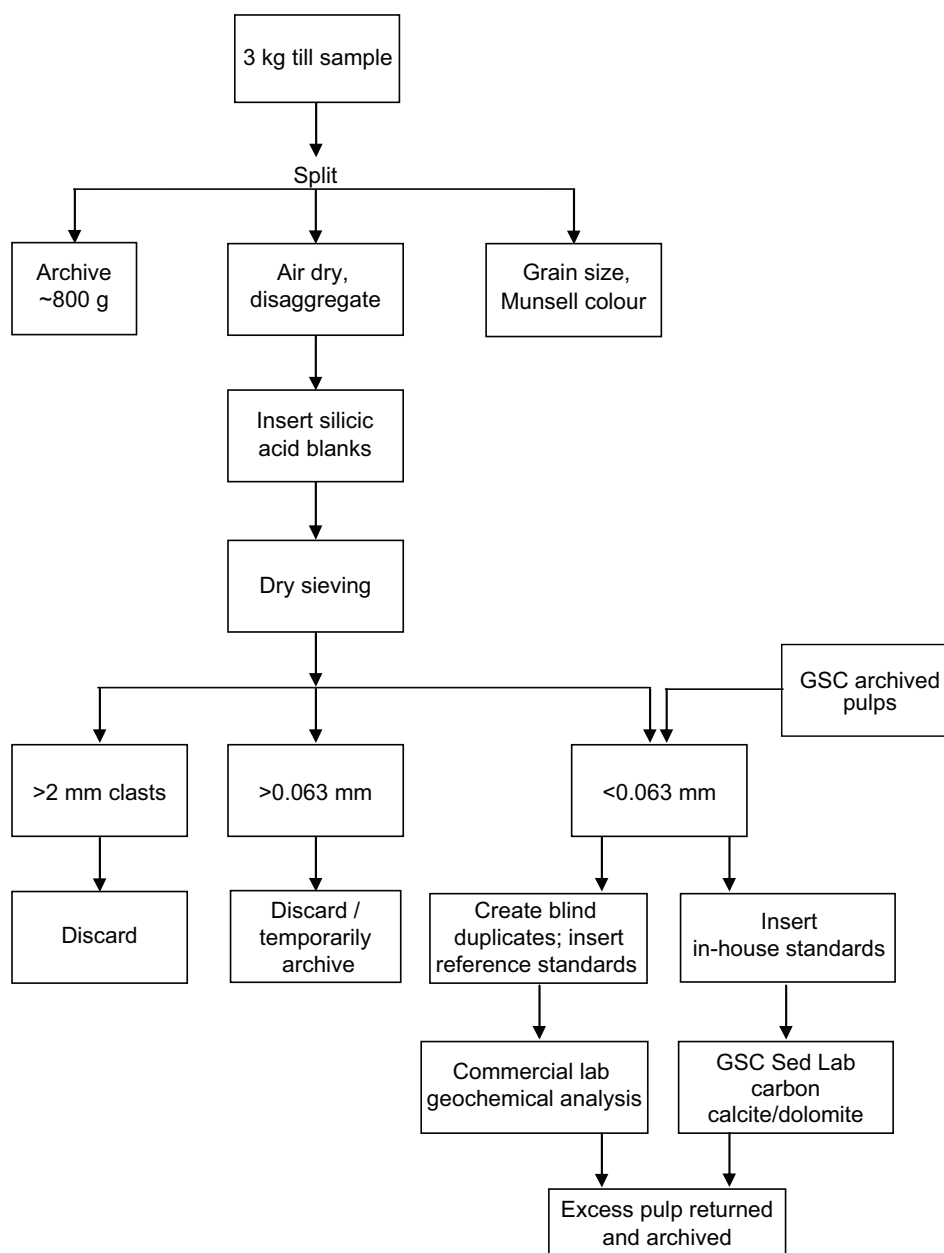 3 kg till sample
Split
Archive
~800 g
Air dry,
disaggregate
Grain size,
Munsell colour
Insert silicic
acid blanks
Dry sieving
GSC archived
pulps
>2 mm clasts
>0.063 mm
<0.063 mm
Discard
Discard /
temporarily
archive
Create blind
duplicates; insert
reference standards
Insert
in-house standards
Commercial lab
geochemical analysis
GSC Sed Lab
carbon
calcite/dolomite
Excess pulp returned
and archived